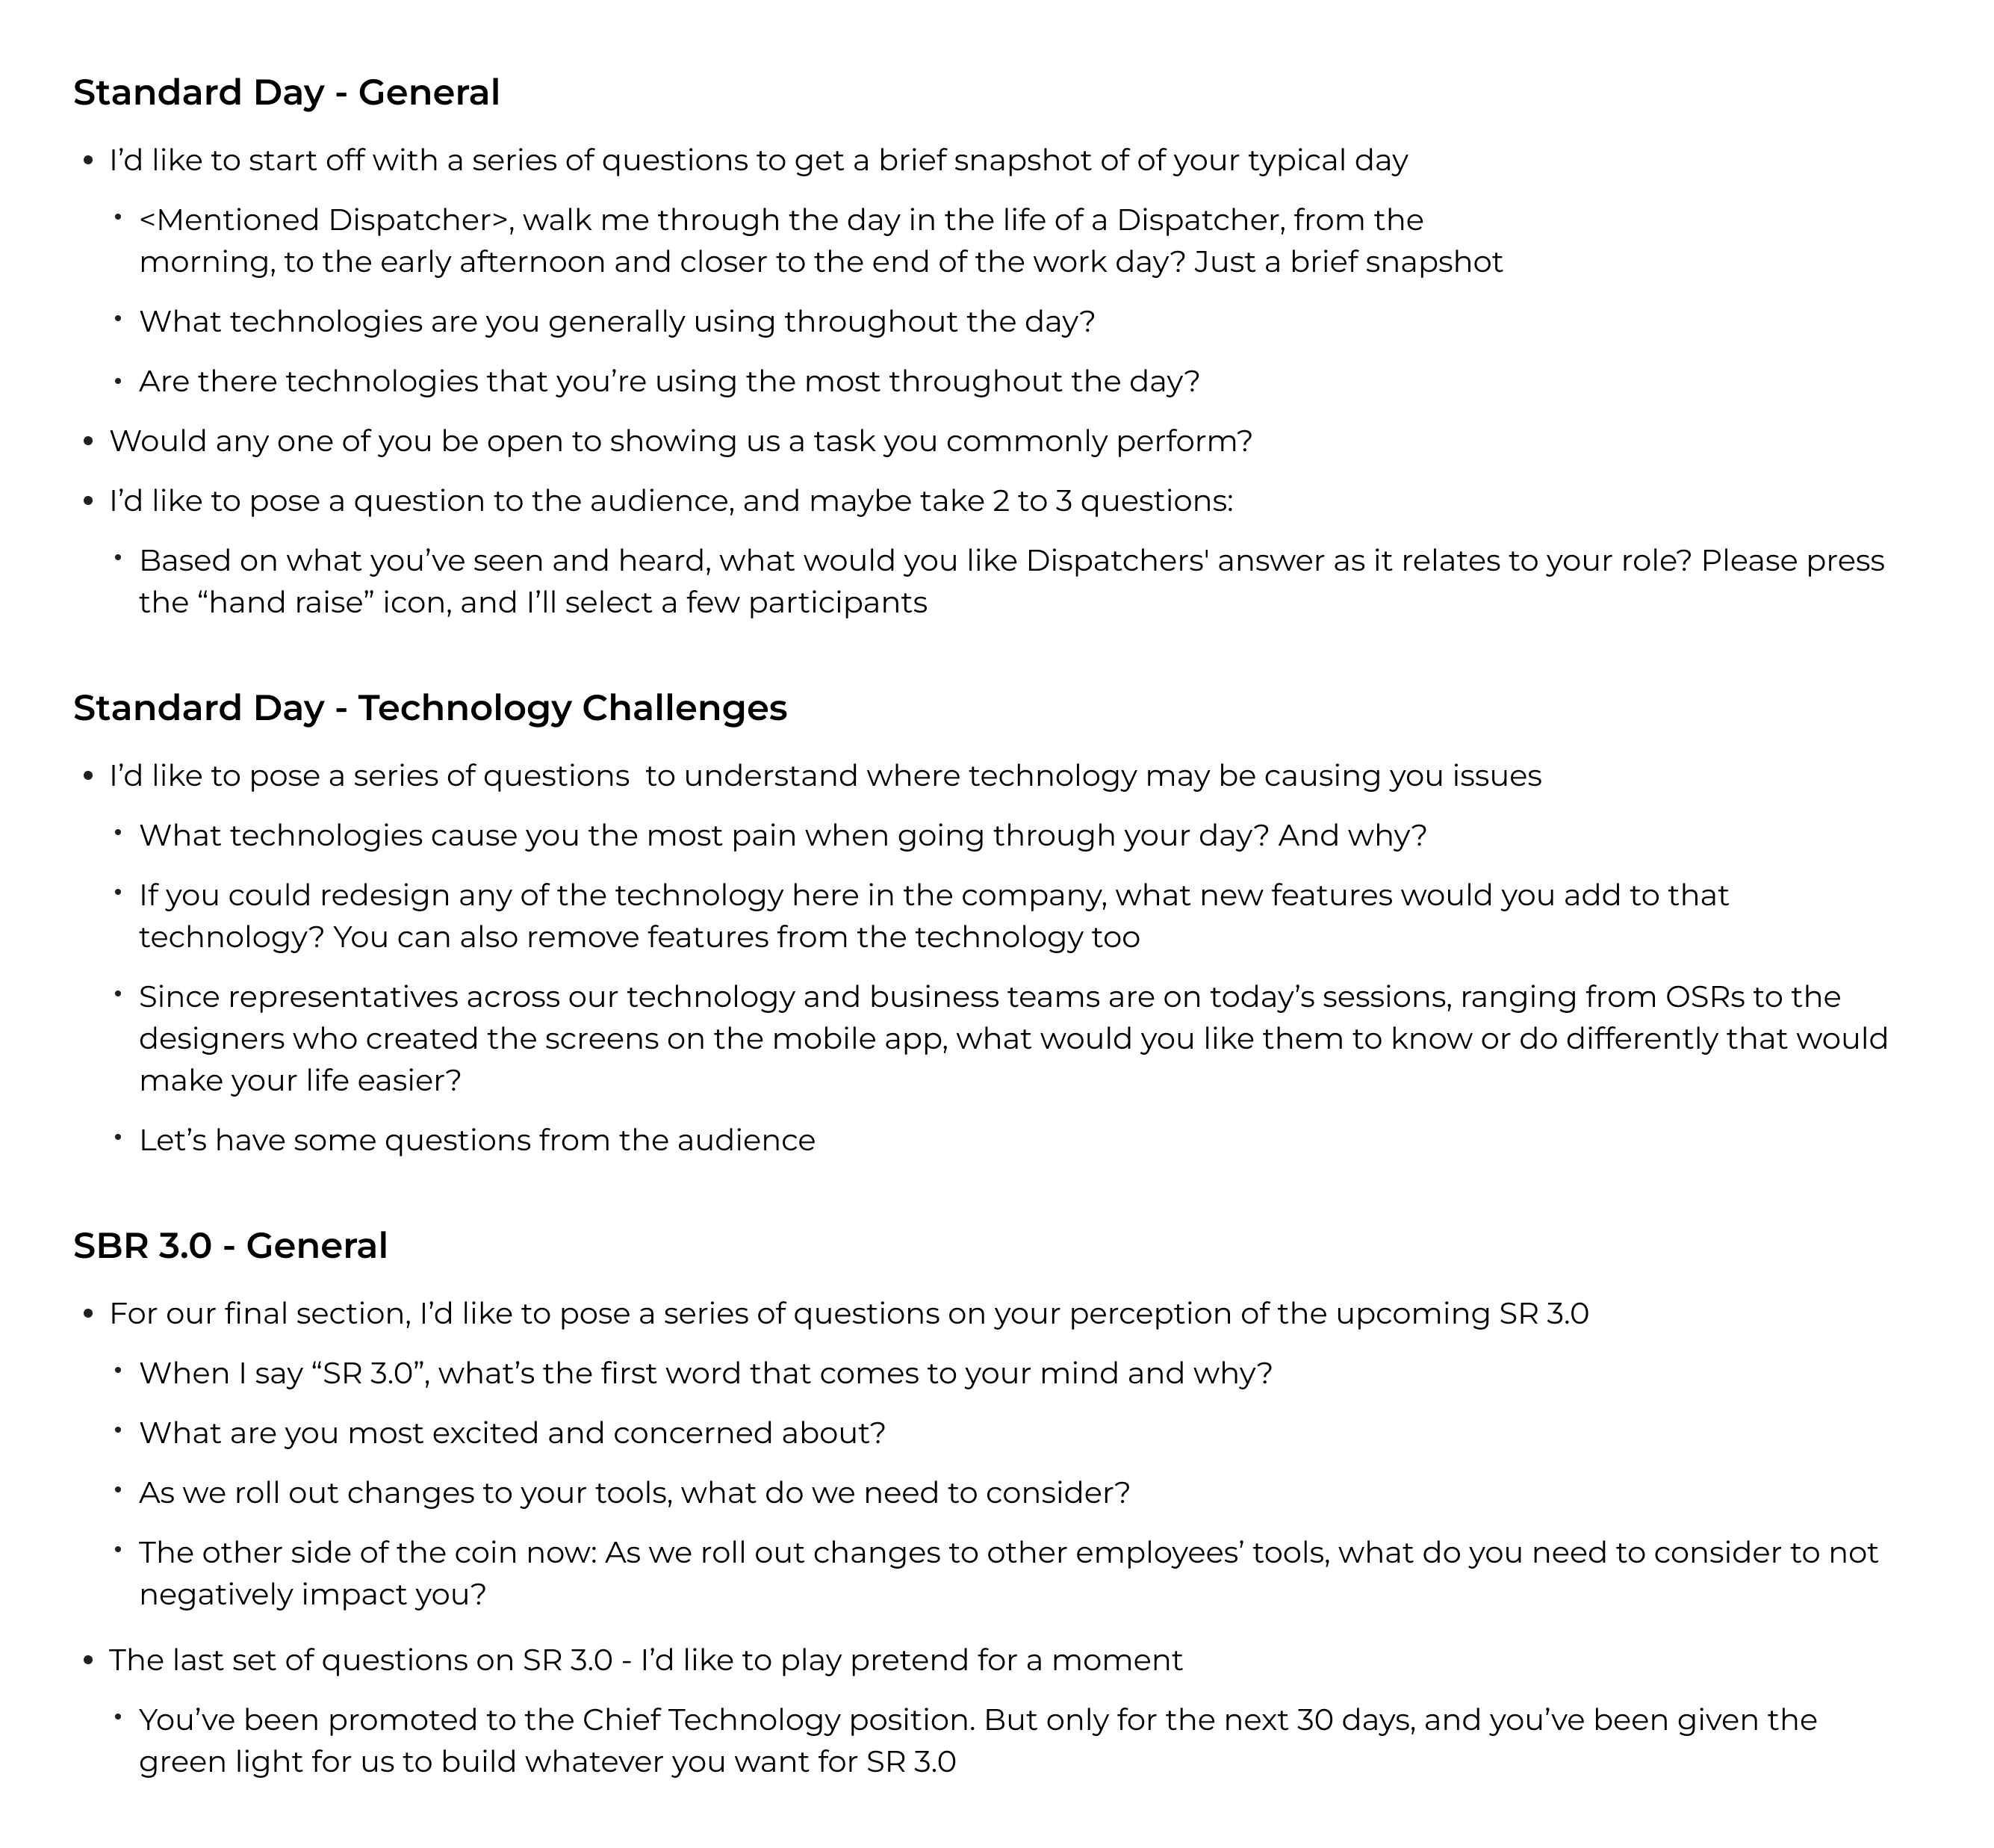 Standard Day - General
• I’d like to start off with a series of questions to get a brief snapshot of of your typical day
• <Mentioned Dispatcher>, walk me through the day in the life of a Dispatcher, from the
morning, to the early afternoon and closer to the end of the work day? Just a brief snapshot
• What technologies are you generally using throughout the day?
• Are there technologies that you’re using the most throughout the day?
• Would any one of you be open to showing us a task you commonly perform?
• I’d like to pose a question to the audience, and maybe take 2 to 3 questions:
• Based on what you’ve seen and heard, what would you like Dispatchers' answer as it relates to your role? Please press
the “hand raise” icon, and I’ll select a few participants
Standard Day - Technology Challenges
• I’d like to pose a series of questions  to understand where technology may be causing you issues
• What technologies cause you the most pain when going through your day? And why?
• If you could redesign any of the technology here in the company, what new features would you add to that
technology? You can also remove features from the technology too
• Since representatives across our technology and business teams are on today’s sessions, ranging from OSRs to the
designers who created the screens on the mobile app, what would you like them to know or do differently that would
make your life easier?
• Let’s have some questions from the audience
SBR 3.0 - General
• For our final section, I’d like to pose a series of questions on your perception of the upcoming SR 3.0
• When I say “SR 3.0”, what’s the first word that comes to your mind and why?
• What are you most excited and concerned about?
• As we roll out changes to your tools, what do we need to consider?
• The other side of the coin now: As we roll out changes to other employees’ tools, what do you need to consider to not
negatively impact you?
• The last set of questions on SR 3.0 - I’d like to play pretend for a moment
• You’ve been promoted to the Chief Technology position. But only for the next 30 days, and you’ve been given the
green light for us to build whatever you want for SR 3.0